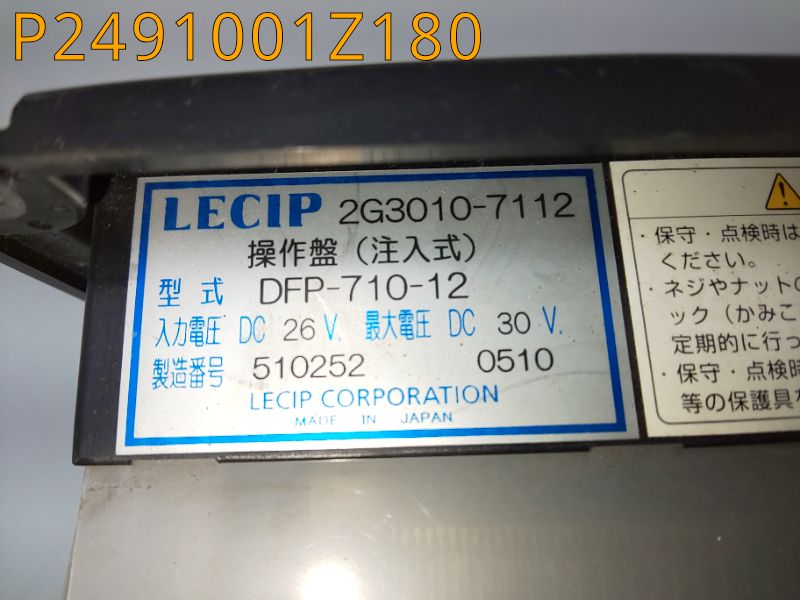 P2491001Z180
LECIP 2G3010-7112
操作盤（注入式）
型式 DFP-710-12
入力電圧 DC 26 V. 最大電圧 DC 30 V.
製造番号 510252 0510
LECIP CORPORATION
MADE IN JAPAN
・保守・点検時は
ください。
・ネジやナットの
ック（かみこ
定期的に行っ
・保守・点検時
等の保護具を